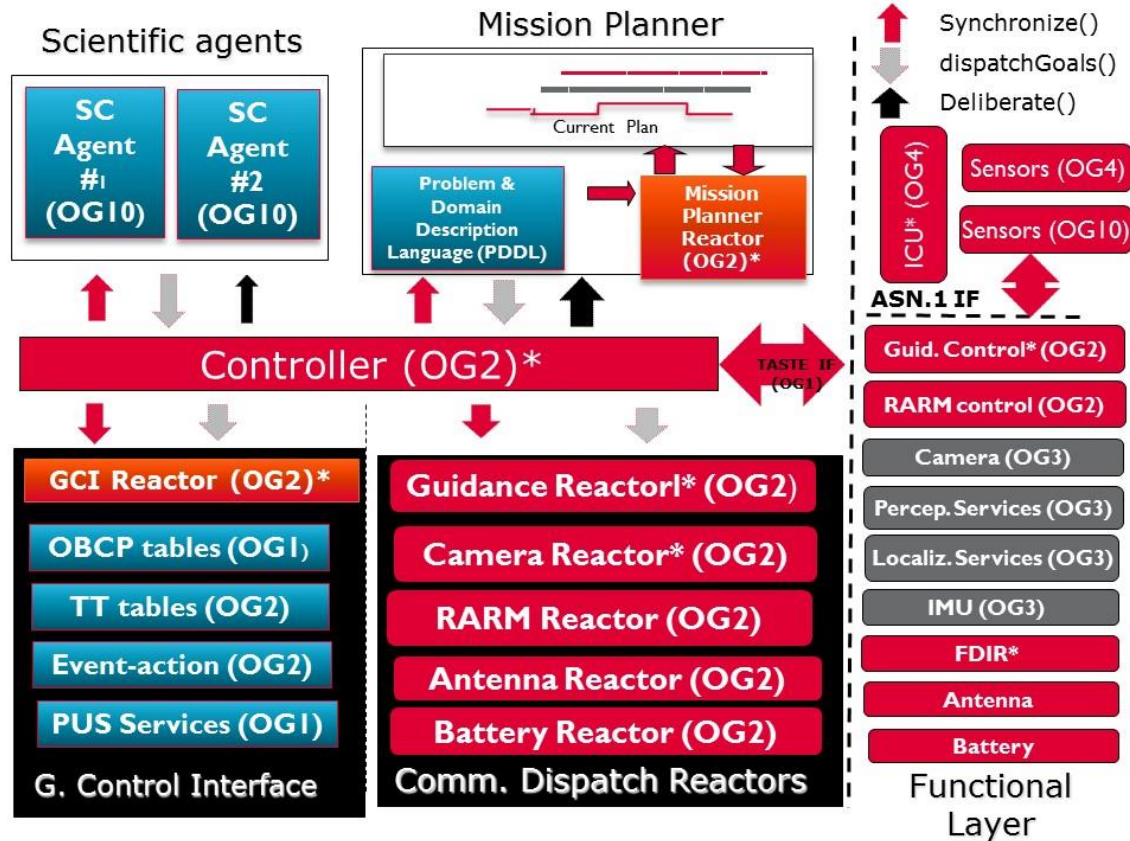 Scientific agents
SC
Agent
#1
(OG10)
SC
Agent
#2
(OG10)
Mission Planner
Current Plan
Problem &
Domain
Description
Language (PDDL)
Mission
Planner
Reactor
(OG2)*
Synchronize()
dispatchGoals()
Deliberate()
ICU* (OG4)
Sensors (OG4)
Sensors (OG10)
ASN.1 IF
Controller (OG2)*
TASTE IF
(OG1)
GCI Reactor (OG2)*
OBCP tables (OG1)
TT tables (OG2)
Event-action (OG2)
PUS Services (OG1)
G. Control Interface
Guidance Reactorl* (OG2)
Camera Reactor* (OG2)
RARM Reactor (OG2)
Antenna Reactor (OG2)
Battery Reactor (OG2)
Comm. Dispatch Reactors
Guid. Control* (OG2)
RARM control (OG2)
Camera (OG3)
Percep. Services (OG3)
Localiz. Services (OG3)
IMU (OG3)
FDIR*
Antenna
Battery
Functional
Layer